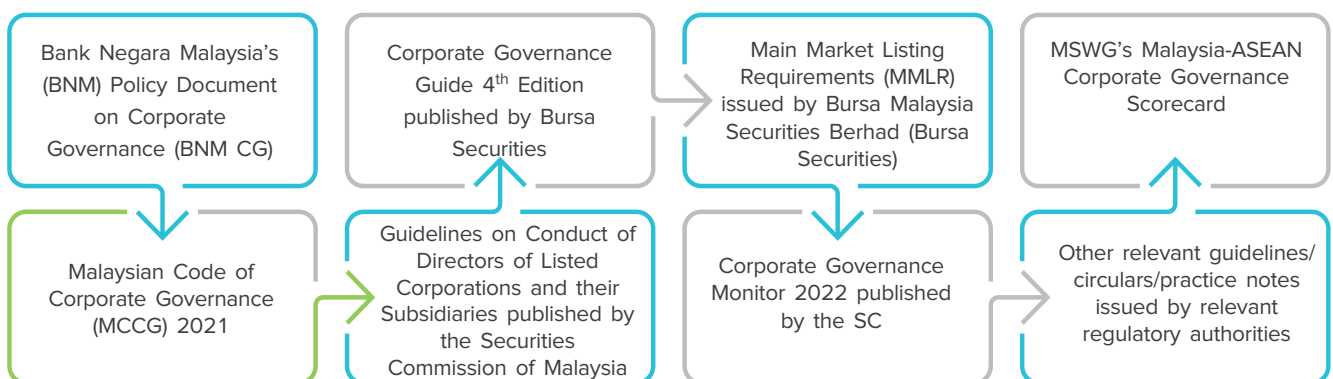 Bank Negara Malaysia's
(BNM) Policy Document
on Corporate
Governance (BNM CG)
Malaysian Code of
Corporate Governance
(MCCG) 2021
Guidelines on Conduct of
Directors of Listed
Corporations and their
Subsidiaries published by
the Securities
Commission of Malaysia
Corporate Governance
Guide 4th Edition
published by Bursa
Securities
Main Market Listing
Requirements (MMLR)
issued by Bursa Malaysia
Securities Berhad (Bursa
Securities)
Corporate Governance
Monitor 2022 published
by the SC
Other relevant guidelines/
circulars/practice notes
issued by relevant
regulatory authorities
MSWG's Malaysia-ASEAN
Corporate Governance
Scorecard